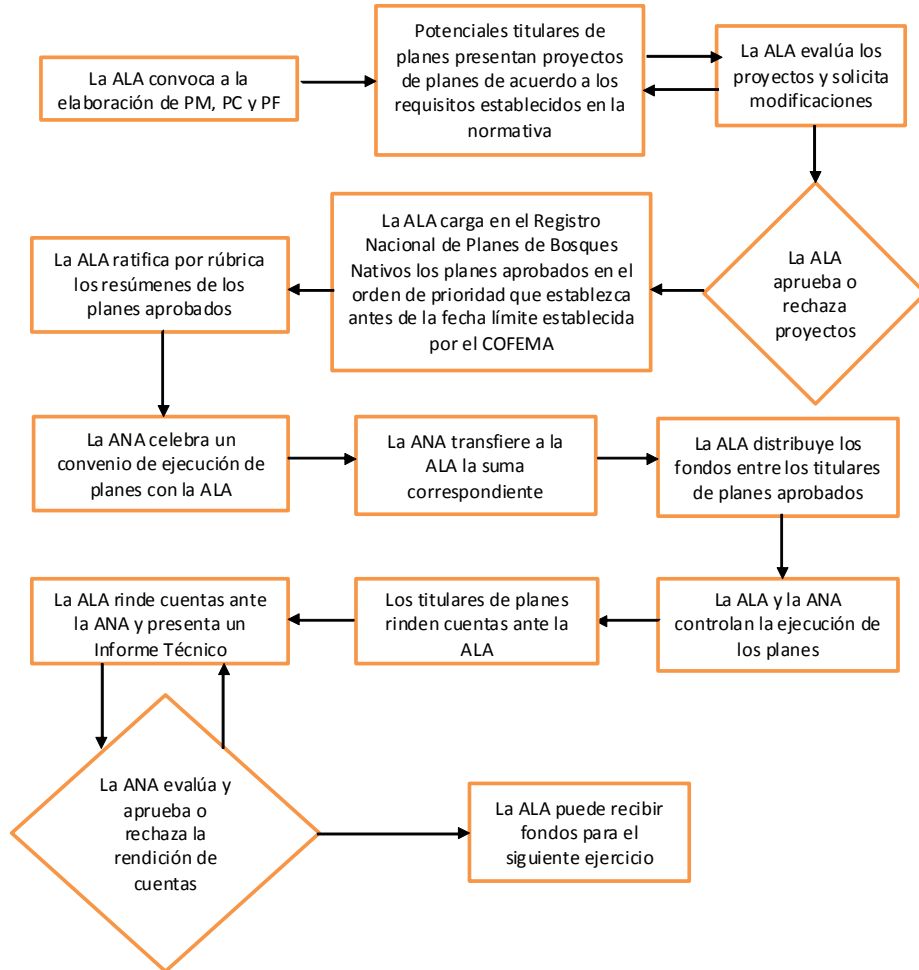 La ALA convoca a la
elaboración de PM, PC y PF
Potenciales titulares de
planes presentan proyectos
de planes de acuerdo a los
requisitos establecidos en la
normativa
La ALA evalúa los
proyectos y solicita
modificaciones
La ALA
aprueba o
rechaza
proyectos
La ALA carga en el Registro
Nacional de Planes de Bosques
Nativos los planes aprobados en el
orden de prioridad que establezca
antes de la fecha límite establecida
por el COFEMA
La ALA ratifica por rúbrica
los resúmenes de los
planes aprobados
La ANA celebra un
convenio de ejecución de
planes con la ALA
La ANA transfiere a la
ALA la suma
correspondiente
La ALA distribuye los
fondos entre los titulares
de planes aprobados
La ALA y la ANA
controlan la ejecución de
los planes
Los titulares de planes
rinden cuentas ante la
ALA
La ALA rinde cuentas ante
la ANA y presenta un
Informe Técnico
La ANA evalúa y
aprueba o
rechaza la
rendición de
cuentas
La ALA puede recibir
fondos para el
siguiente ejercicio